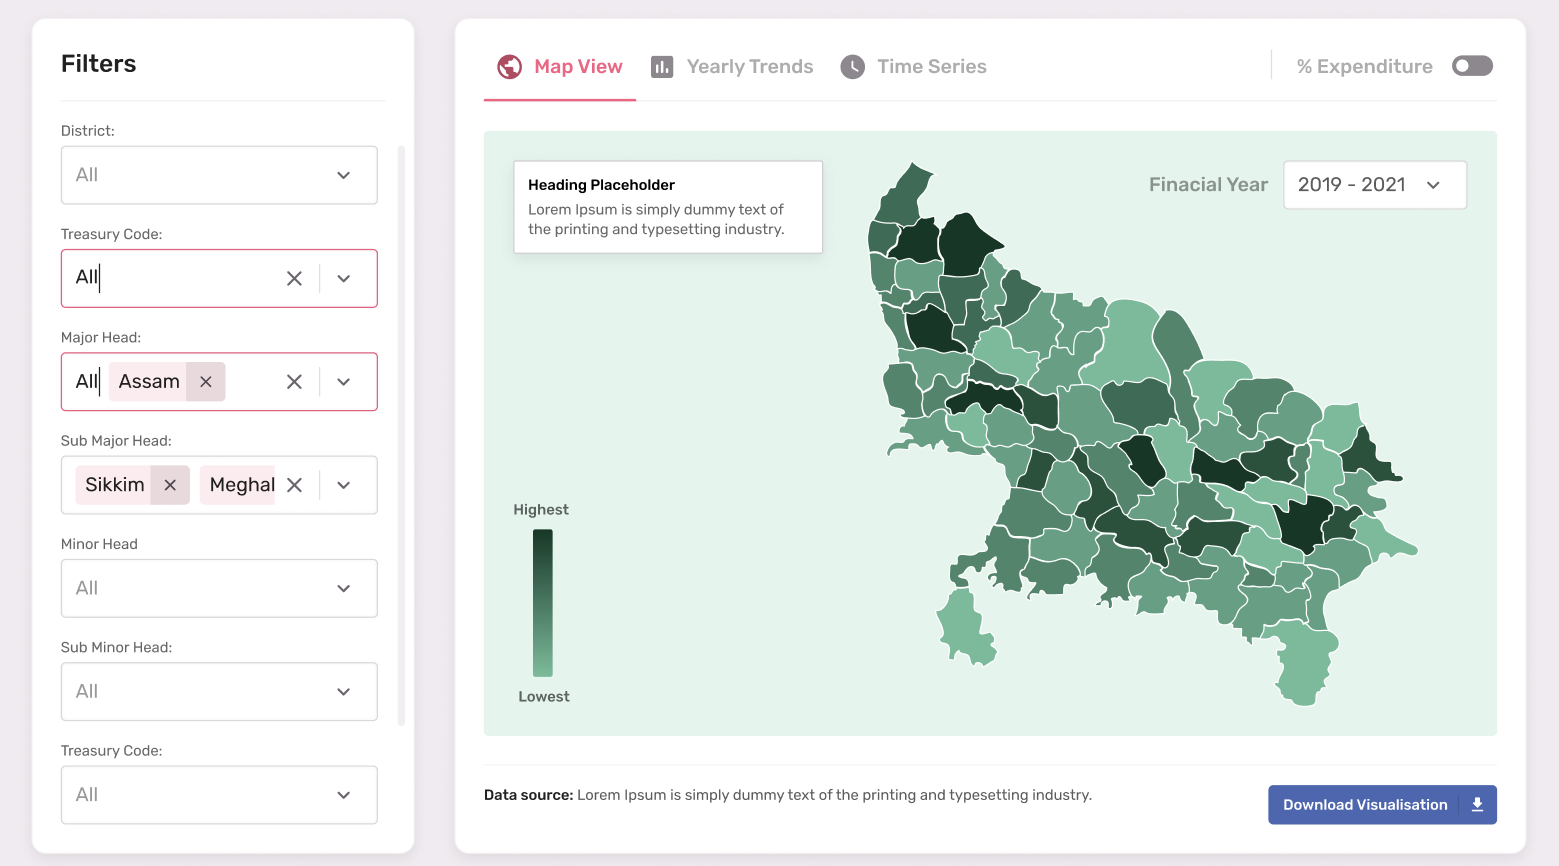 Filters
District:
All
Treasury Code:
All
Major Head:
All Assam
Sub Major Head:
Sikkim Meghal
Minor Head
All
Sub Minor Head:
All
Treasury Code:
All
Map View Yearly Trends Time Series % Expenditure
Heading Placeholder
Lorem Ipsum is simply dummy text of
the printing and typesetting industry.
Finacial Year 2019 - 2021
Highest
Lowest
Data source: Lorem Ipsum is simply dummy text of the printing and typesetting industry.
Download Visualisation